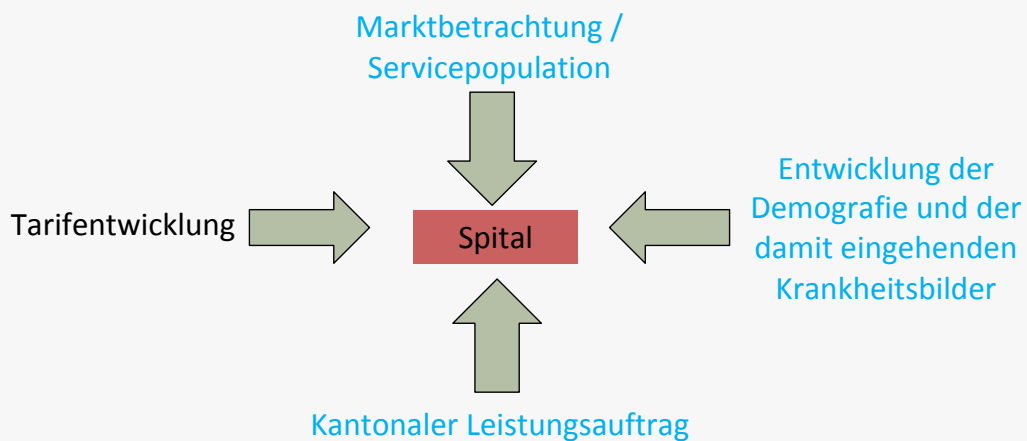 Marktbetrachtung /
Servicepopulation
Tarifentwicklung
Spital
Entwicklung der
Demografie und der
damit eingehenden
Krankheitsbilder
Kantonaler Leistungsauftrag